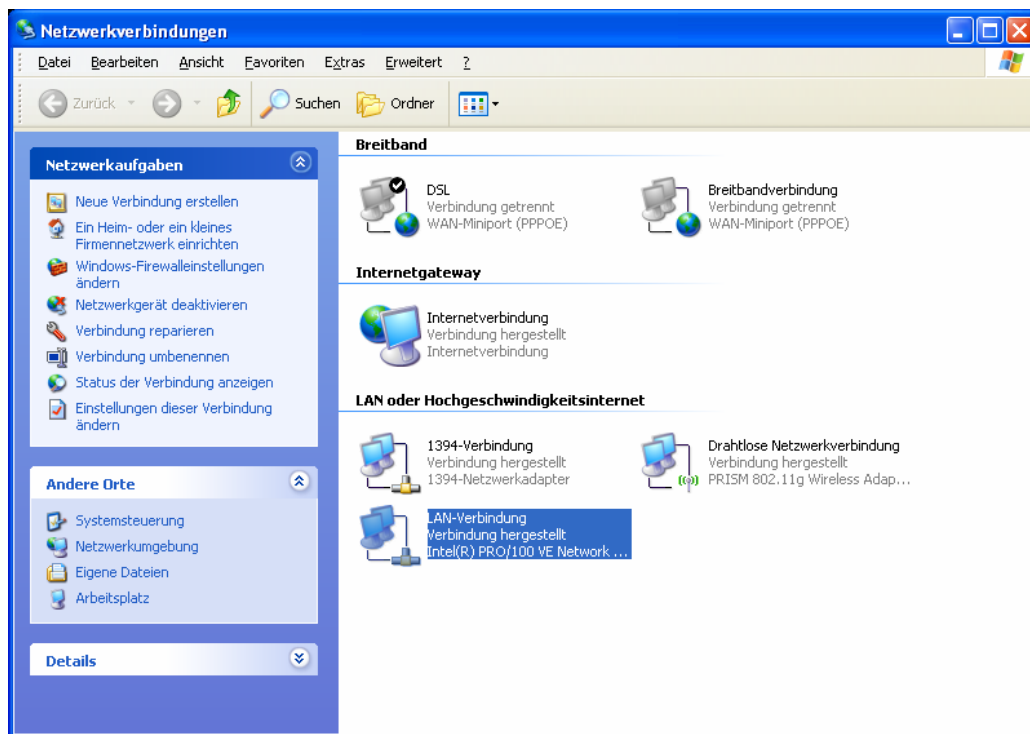 Netzwerkverbindungen
Datei Bearbeiten Ansicht Favoriten Extras Erweitert ?
Zurück Suchen Ordner
Netzwerkaufgaben
Neue Verbindung erstellen
Ein Heim- oder ein kleines
Firmennetzwerk einrichten
Windows-Firewalleinstellungen
ändern
Netzwerkgerät deaktivieren
Verbindung reparieren
Verbindung umbenennen
Status der Verbindung anzeigen
Einstellungen dieser Verbindung
ändern
Andere Orte
Systemsteuerung
Netzwerkumgebung
Eigene Dateien
Arbeitsplatz
Details
Breitband
DSL
Verbindung getrennt
WAN-Miniport (PPPOE)
Breitbandverbindung
Verbindung getrennt
WAN-Miniport (PPPOE)
Internetgateway
Internetverbindung
Verbindung hergestellt
Internetverbindung
LAN oder Hochgeschwindigkeitsinternet
1394-Verbindung
Verbindung hergestellt
1394-Netzwerkadapter
Drahtlose Netzwerkverbindung
Verbindung hergestellt
PRISM 802.11g Wireless Adap...
LAN-Verbindung
Verbindung hergestellt
Intel(R) PRO/100 VE Network ...